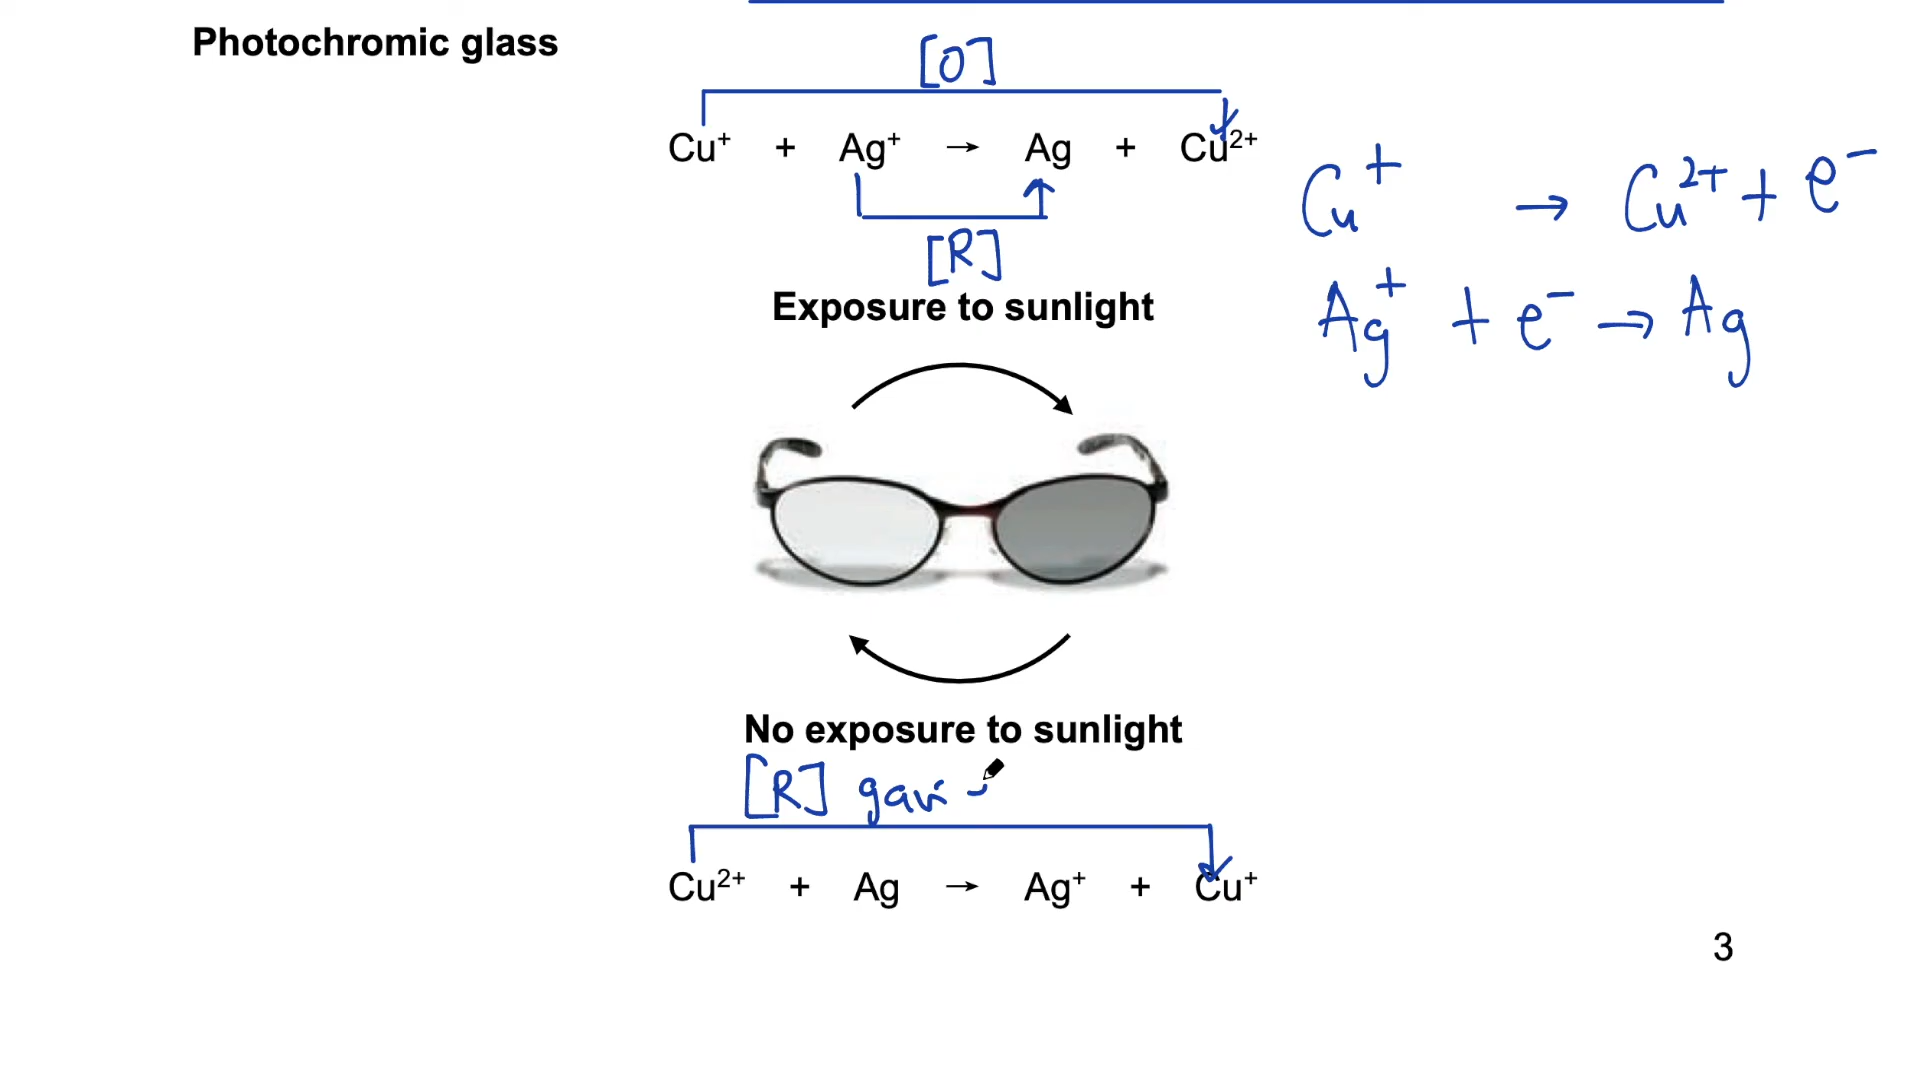 Photochromic glass
[O]
Cu⁺ + Ag⁺ → Ag + Cu²⁺
[R]
Cu⁺ → Cu²⁺ + e⁻
Ag⁺ + e⁻ → Ag
Exposure to sunlight
No exposure to sunlight
[R] gain
Cu²⁺ + Ag → Ag⁺ + Cu⁺
3